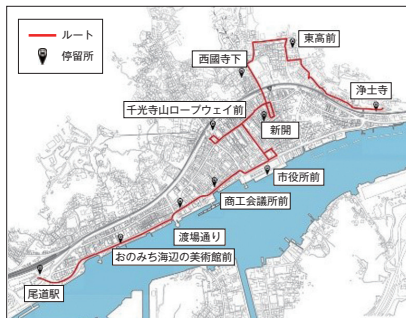 ルート
停留所
東高前
西國寺下
浄土寺
千光寺山ロープウェイ前
新開
市役所前
商工会議所前
渡場通り
おのみち海辺の美術館前
尾道駅